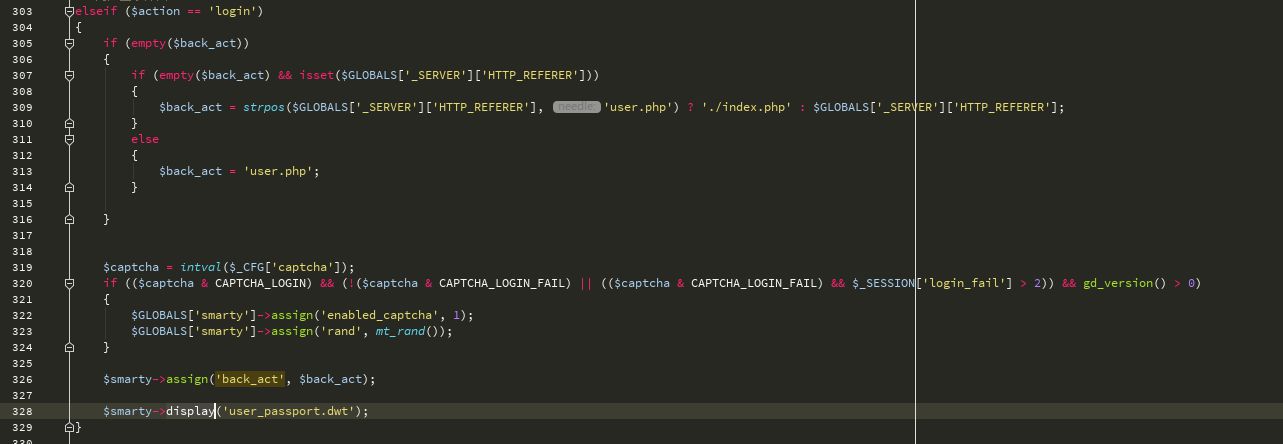 303 elseif ($action == 'login')
304 {
305 if (empty($back_act))
306 {
307 if (empty($back_act) && isset($GLOBALS['_SERVER']['HTTP_REFERER']))
308 {
309 $back_act = strpos($GLOBALS['_SERVER']['HTTP_REFERER'], needle: 'user.php') ? './index.php' : $GLOBALS['_SERVER']['HTTP_REFERER'];
310 }
311 else
312 {
313 $back_act = 'user.php';
314 }
315
316 }
317
318
319 $captcha = intval($_CFG['captcha']);
320 if (($captcha & CAPTCHA_LOGIN) && (!($captcha & CAPTCHA_LOGIN_FAIL) || (($captcha & CAPTCHA_LOGIN_FAIL) && $_SESSION['login_fail'] > 2)) && gd_version() > 0)
321 {
322 $GLOBALS['smarty']->assign('enabled_captcha', 1);
323 $GLOBALS['smarty']->assign('rand', mt_rand());
324 }
325
326 $smarty->assign('back_act', $back_act);
327
328 $smarty->display('user_passport.dwt');
329 }
330